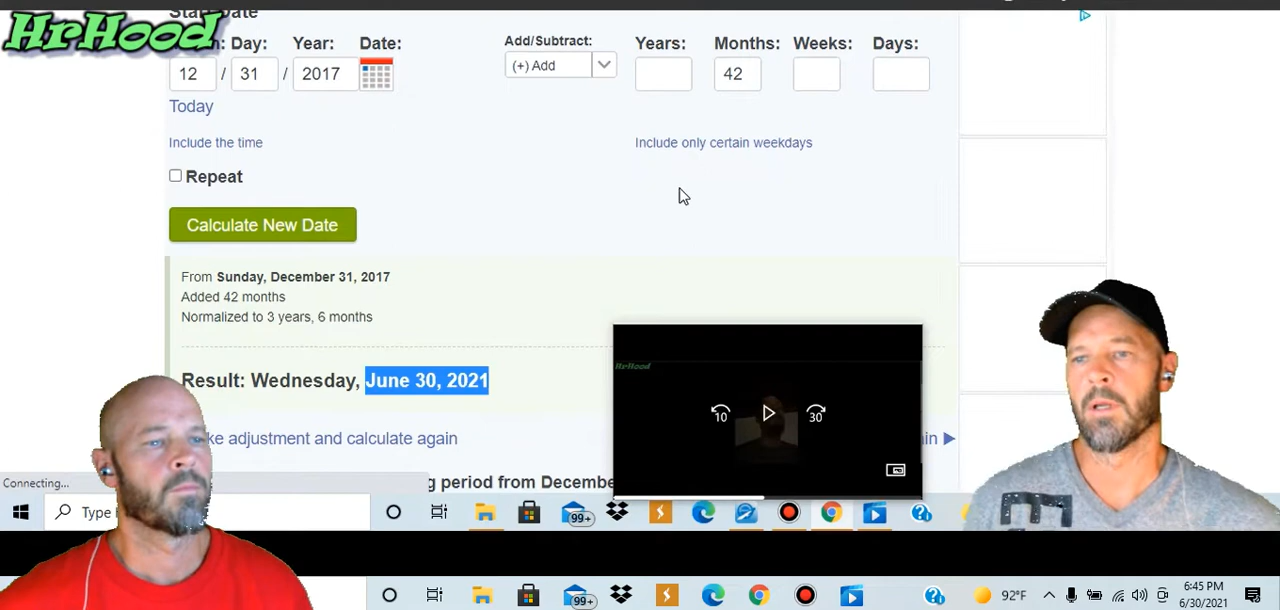 Start Date
HrHood
Day: Year: Date:
Add/Subtract: Years: Months: Weeks: Days:
12 / 31 / 2017 (+) Add 42
Today
Include the time Include only certain weekdays
Repeat
Calculate New Date
From Sunday, December 31, 2017
Added 42 months
Normalized to 3 years, 6 months
HrHood
Result: Wednesday, June 30, 2021
10 30
adjustment and calculate again
Connecting...
g period from Decembe
Type
99+
6:45 PM
99+ 92°F
6/30/2021